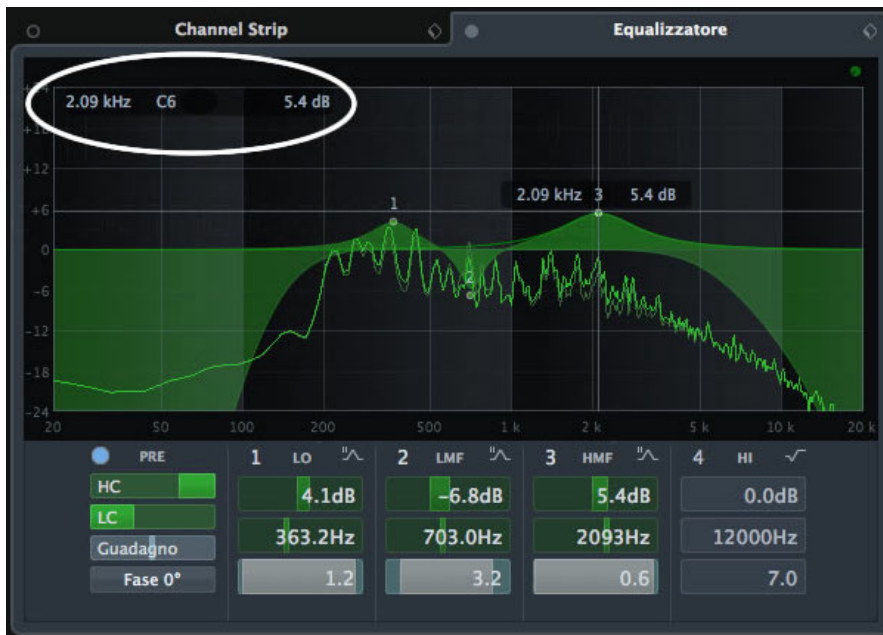 Channel Strip Equalizzatore
+24
2.09 kHz C6 5.4 dB
+18
+12
2.09 kHz 3 5.4 dB
1
+6
0
2
-6
-12
-18
-24
20 50 100 200 500 1 k 2 k 5 k 10 k 20 k
PRE 1 LO 2 LMF 3 HMF 4 HI
HC 4.1dB -6.8dB 5.4dB 0.0dB
LC
Guadagno 363.2Hz 703.0Hz 2093Hz 12000Hz
Fase 0° 1.2 3.2 0.6 7.0